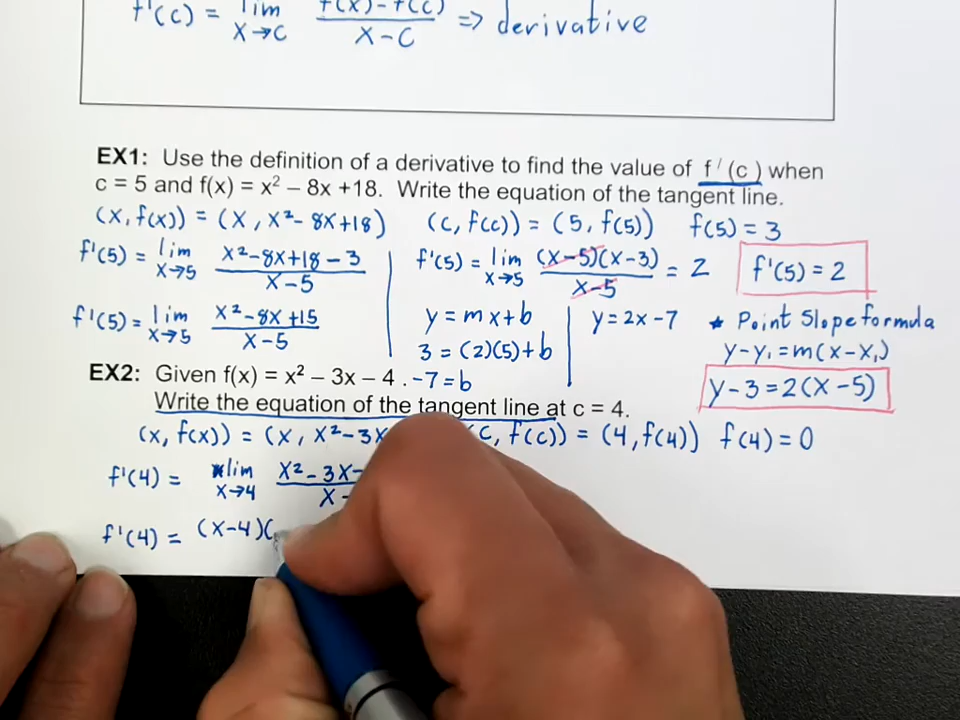 f'(c) = lim x→c f(x)-f(c) / x-c => derivative
EX1: Use the definition of a derivative to find the value of f ' (c ) when
c = 5 and f(x) = x² – 8x +18. Write the equation of the tangent line.
(x, f(x)) = (x, x²-8x+18) (c, f(c)) = (5, f(5)) f(5) = 3
f'(5) = lim x→5 x²-8x+18-3 / x-5
f'(5) = lim x→5 x²-8x+15 / x-5
f'(5) = lim x→5 (x-5)(x-3) / x-5 = 2
f'(5) = 2
y = mx+b
3 = (2)(5)+b
-7 = b
y = 2x-7
★ Point Slope formula
y-y₁ = m(x-x₁)
y-3 = 2(x-5)
EX2: Given f(x) = x² – 3x – 4 .
Write the equation of the tangent line at c = 4.
(x, f(x)) = (x, x²-3x (c, f(c)) = (4, f(4)) f(4) = 0
f'(4) = lim x→4 x²-3x- / x-
f'(4) = (x-4)(